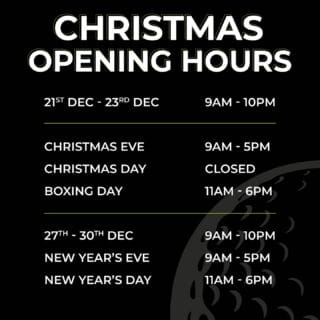 CHRISTMAS
OPENING HOURS
21ST DEC - 23RD DEC 9AM - 10PM
CHRISTMAS EVE 9AM - 5PM
CHRISTMAS DAY CLOSED
BOXING DAY 11AM - 6PM
27TH - 30TH DEC 9AM - 10PM
NEW YEAR'S EVE 9AM - 5PM
NEW YEAR'S DAY 11AM - 6PM